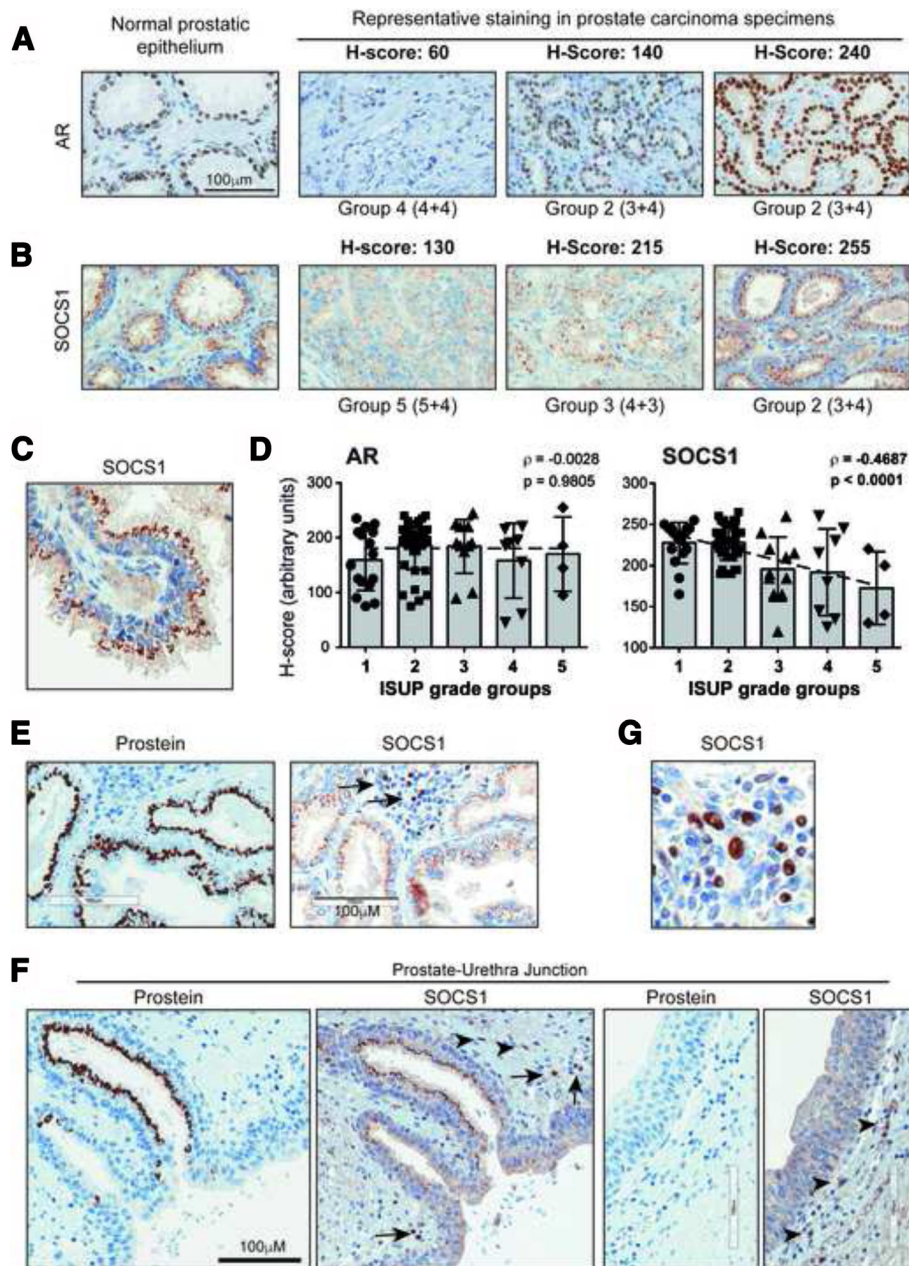 A
Normal prostatic
epithelium
Representative staining in prostate carcinoma specimens
H-score: 60
H-Score: 140
H-Score: 240
AR
100μm
Group 4 (4+4)
Group 2 (3+4)
Group 2 (3+4)
B
H-score: 130
H-Score: 215
H-Score: 255
SOCS1
Group 5 (5+4)
Group 3 (4+3)
Group 2 (3+4)
C
SOCS1
D
AR
ρ = -0.0028
p = 0.9805
H-score (arbitrary units)
300
200
100
0
1 2 3 4 5
ISUP grade groups
SOCS1
ρ = -0.4687
p < 0.0001
300
250
200
150
100
1 2 3 4 5
ISUP grade groups
E
Prostein
SOCS1
100μM
G
SOCS1
F
Prostate-Urethra Junction
Prostein
SOCS1
Prostein
SOCS1
100μM